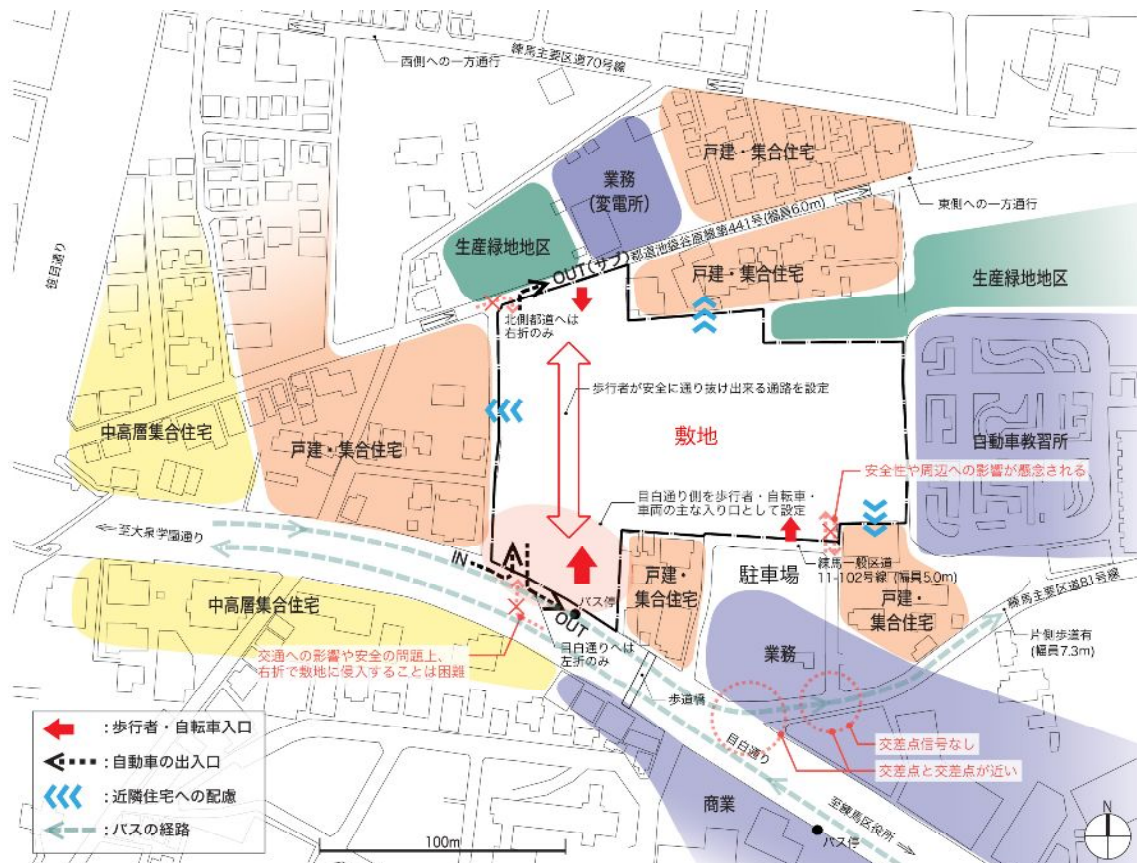 練馬主要区道70号線
西側への一方通行
戸建・集合住宅
業務
(変電所)
東側への一方通行
都道池袋谷原線第441号(幅員6.0m)
笹目通り
生産緑地地区
OUT(サブ)
戸建・集合住宅
生産緑地地区
北側都道へは
右折のみ
歩行者が安全に通り抜け出来る通路を設定
中高層集合住宅
戸建・集合住宅
敷地
自動車教習所
安全性や周辺への影響が懸念される
目白通り側を歩行者・自転車・
車両の主な入り口として設定
至大泉学園通り
IN
練馬一般区道
11-102号線 (幅員5.0m)
戸建・
集合住宅
駐車場
練馬主要区道81号線
中高層集合住宅
バス停
OUT
戸建・
集合住宅
片側歩道有
(幅員7.3m)
目白通りへは
左折のみ
交通への影響や安全の問題上、
右折で敷地に侵入することは困難
業務
歩道橋
目白通り
交差点信号なし
交差点と交差点が近い
:歩行者・自転車入口
:自動車の出入口
:近隣住宅への配慮
:バスの経路
商業
至練馬区役所
バス停
100m
N